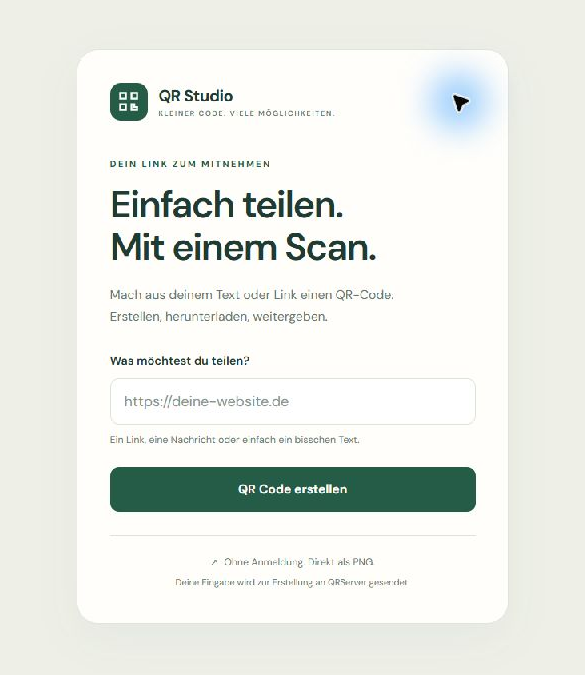 QR Studio
KLEINER CODE. VIELE MÖGLICHKEITEN.
DEIN LINK ZUM MITNEHMEN
Einfach teilen.
Mit einem Scan.
Mach aus deinem Text oder Link einen QR-Code.
Erstellen, herunterladen, weitergeben.
Was möchtest du teilen?
https://deine-website.de
Ein Link, eine Nachricht oder einfach ein bisschen Text.
QR Code erstellen
↗ Ohne Anmeldung. Direkt als PNG.
Deine Eingabe wird zur Erstellung an QRServer gesendet.